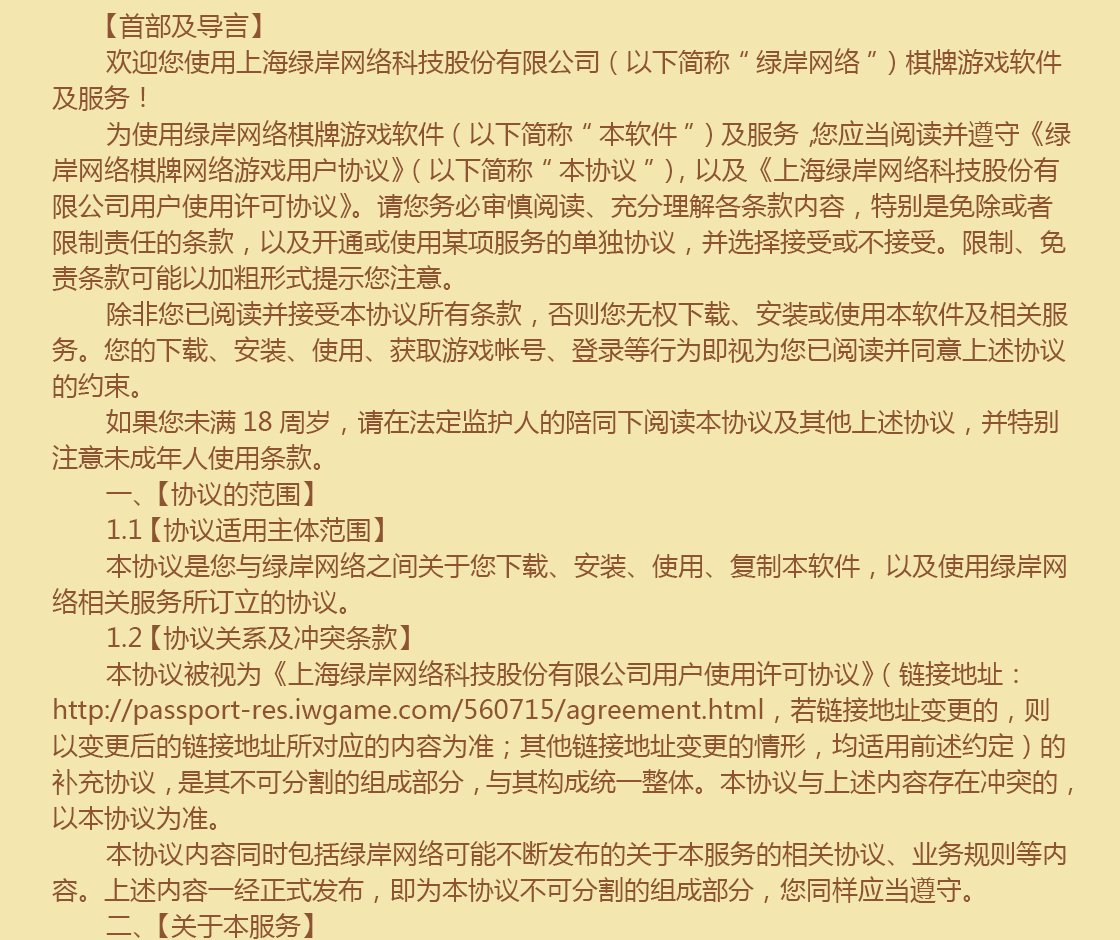 【首部及导言】
欢迎您使用上海绿岸网络科技股份有限公司（以下简称“绿岸网络”）棋牌游戏软件
及服务！
为使用绿岸网络棋牌游戏软件（以下简称“本软件”）及服务，您应当阅读并遵守《绿
岸网络棋牌网络游戏用户协议》（以下简称“本协议”），以及《上海绿岸网络科技股份有
限公司用户使用许可协议》。请您务必审慎阅读、充分理解各条款内容，特别是免除或者
限制责任的条款，以及开通或使用某项服务的单独协议，并选择接受或不接受。限制、免
责条款可能以加粗形式提示您注意。
除非您已阅读并接受本协议所有条款，否则您无权下载、安装或使用本软件及相关服
务。您的下载、安装、使用、获取游戏帐号、登录等行为即视为您已阅读并同意上述协议
的约束。
如果您未满 18 周岁，请在法定监护人的陪同下阅读本协议及其他上述协议，并特别
注意未成年人使用条款。
一、【协议的范围】
1.1【协议适用主体范围】
本协议是您与绿岸网络之间关于您下载、安装、使用、复制本软件，以及使用绿岸网
络相关服务所订立的协议。
1.2【协议关系及冲突条款】
本协议被视为《上海绿岸网络科技股份有限公司用户使用许可协议》（链接地址：
http://passport-res.iwgame.com/560715/agreement.html，若链接地址变更的，则
以变更后的链接地址所对应的内容为准；其他链接地址变更的情形，均适用前述约定）的
补充协议，是其不可分割的组成部分，与其构成统一整体。本协议与上述内容存在冲突的，
以本协议为准。
本协议内容同时包括绿岸网络可能不断发布的关于本服务的相关协议、业务规则等内
容。上述内容一经正式发布，即为本协议不可分割的组成部分，您同样应当遵守。
二、【关于本服务】